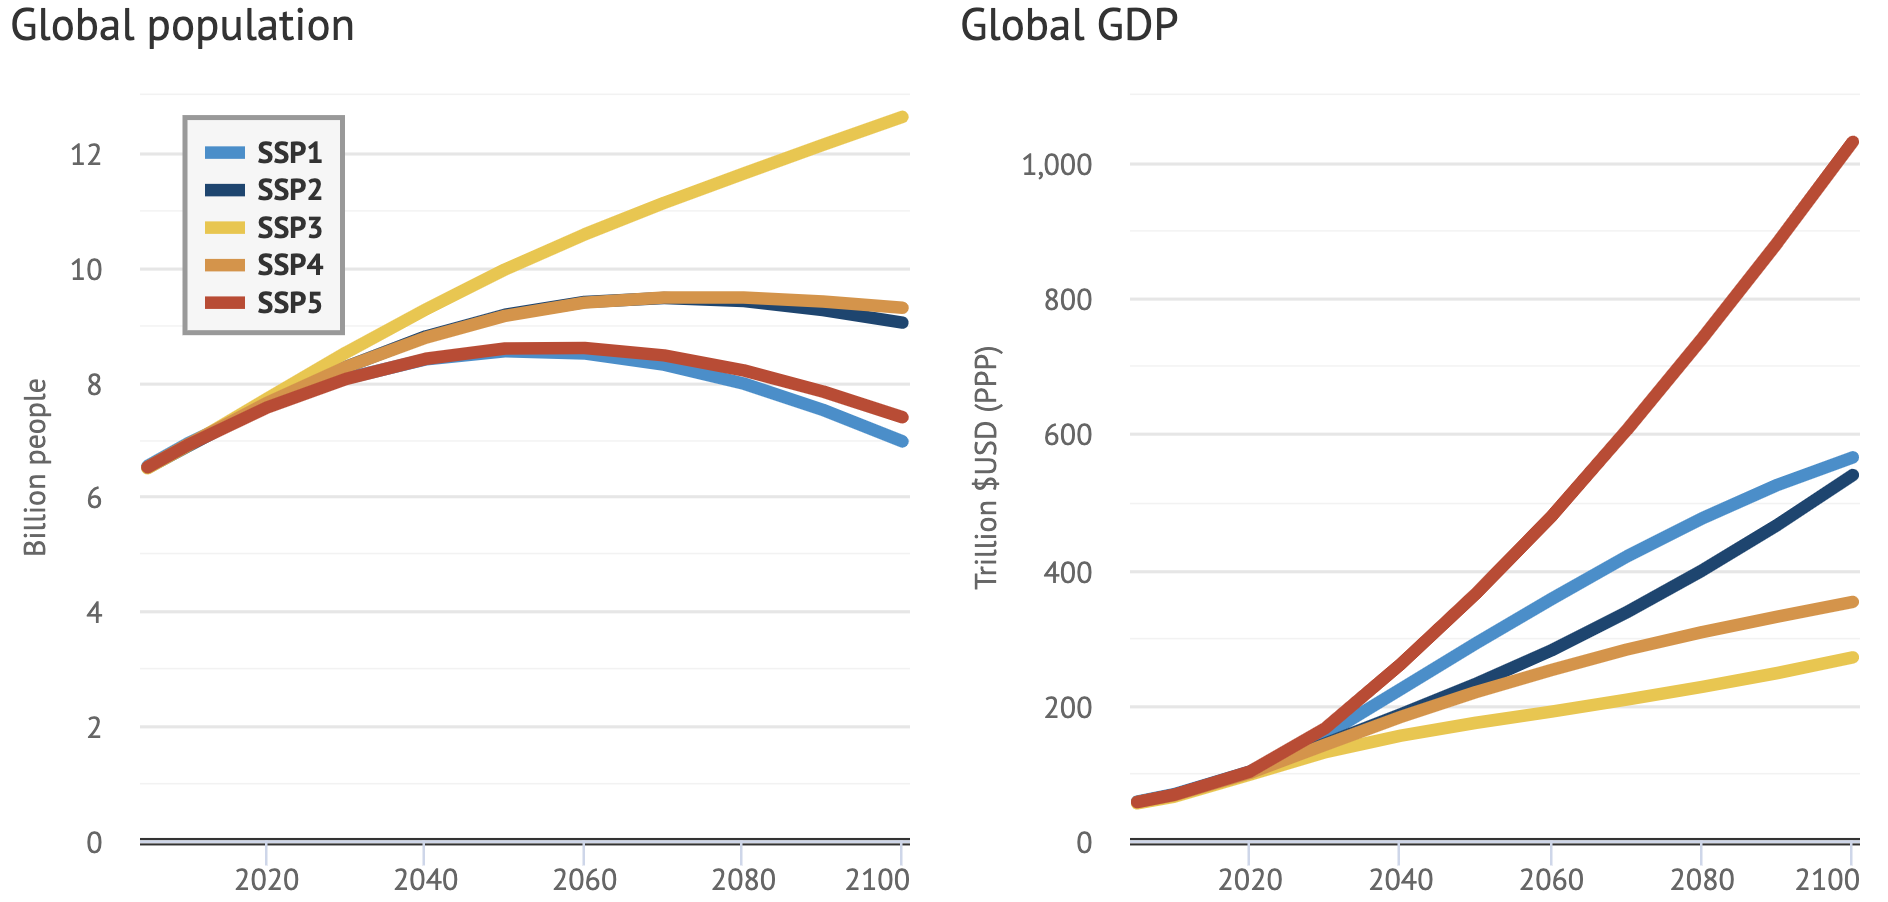 Global population
12
10
8
6
4
2
0
Billion people
SSP1
SSP2
SSP3
SSP4
SSP5
2020 2040 2060 2080 2100
Global GDP
1,000
800
600
400
200
0
Trillion $USD (PPP)
2020 2040 2060 2080 2100